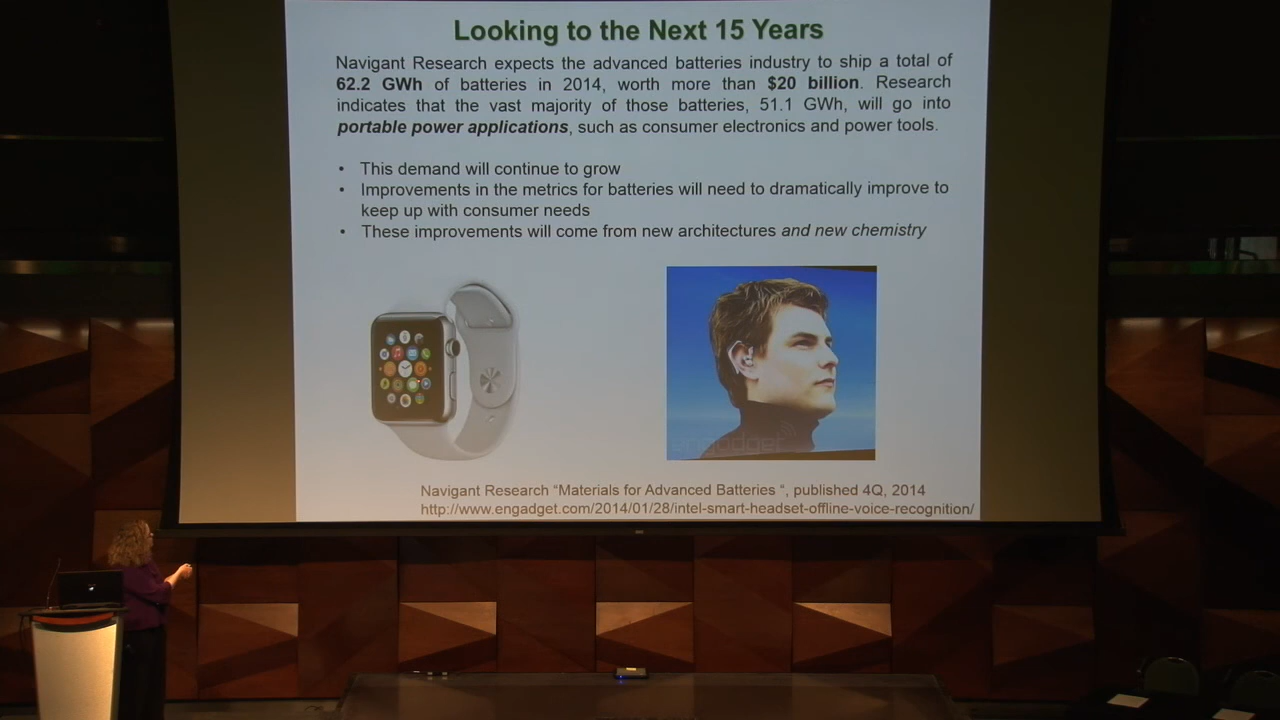 Looking to the Next 15 Years
Navigant Research expects the advanced batteries industry to ship a total of
62.2 GWh of batteries in 2014, worth more than $20 billion. Research
indicates that the vast majority of those batteries, 51.1 GWh, will go into
portable power applications, such as consumer electronics and power tools.
• This demand will continue to grow
• Improvements in the metrics for batteries will need to dramatically improve to
keep up with consumer needs
• These improvements will come from new architectures and new chemistry
engadget
Navigant Research “Materials for Advanced Batteries “, published 4Q, 2014
http://www.engadget.com/2014/01/28/intel-smart-headset-offline-voice-recognition/